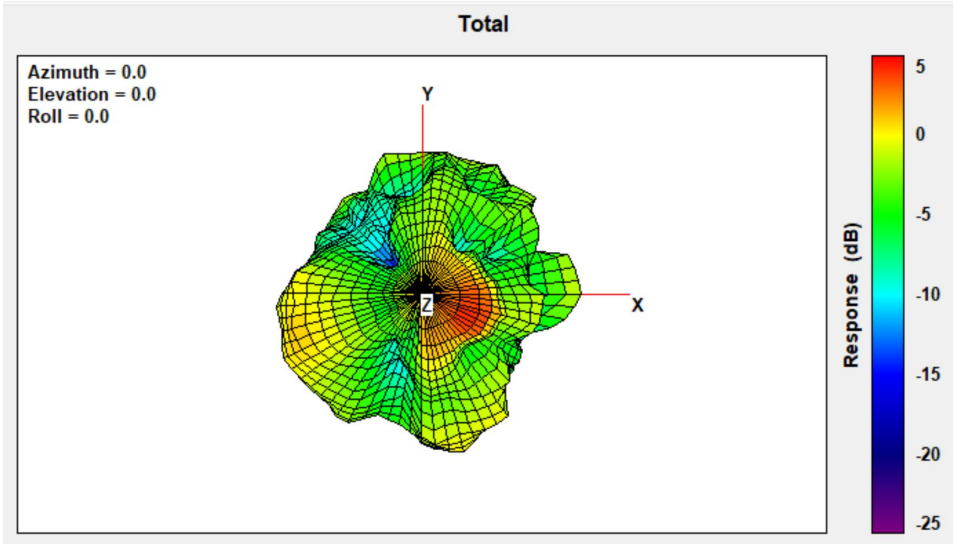 Total
Azimuth = 0.0
Elevation = 0.0
Roll = 0.0
Y
Z
X
5
0
-5
-10
-15
-20
-25
Response (dB)